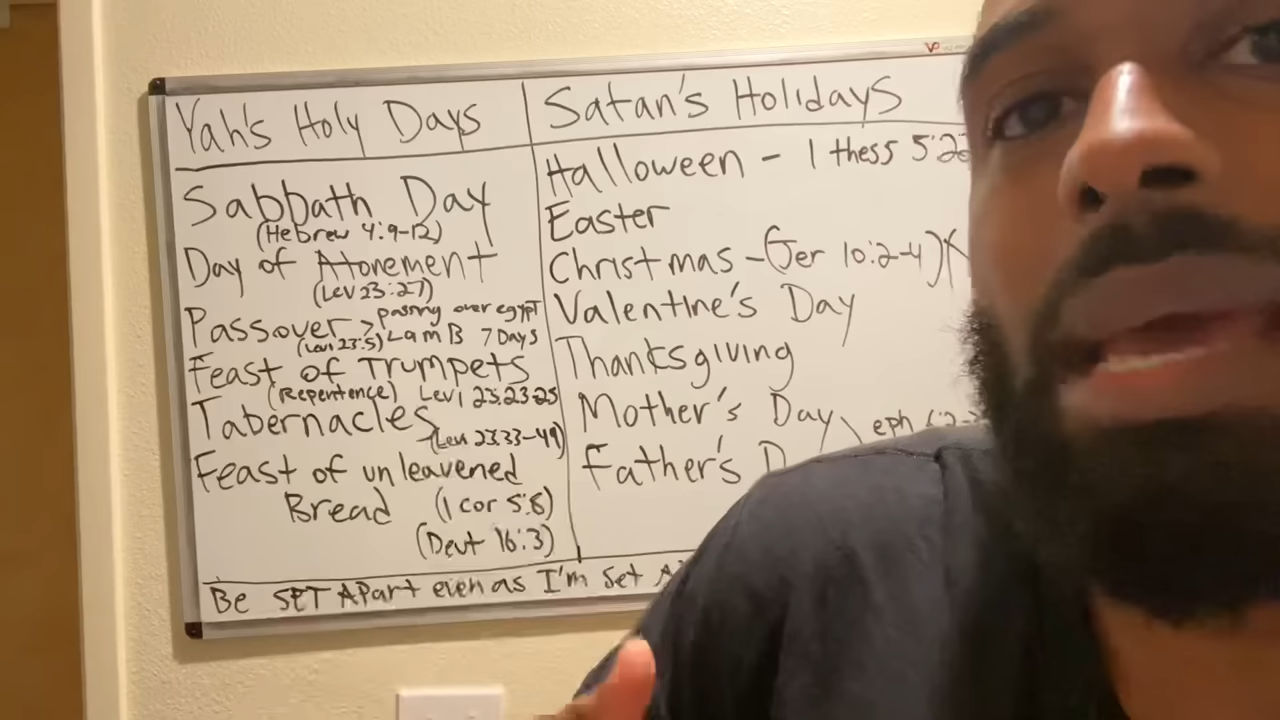 Yah's Holy Days
Sabbath Day
(Hebrew 4:9-12)
Day of Atonement
(Lev 23:27)
Passover > passing over egypt
(Levi 23:5) Lamb 7 Days
Feast of Trumpets
(Repentence) Levi 23:23-25
Tabernacles
(Levi 23:33-44)
Feast of unleavened
Bread (1 cor 5:8)
(Deut 16:3)
Satan's Holidays
Halloween - 1 thess 5:22
Easter
Christmas - (Jer 10:2-4)
Valentine's Day
Thanksgiving
Mother's Day
eph
Father's
Be SET APart even as I'm Set